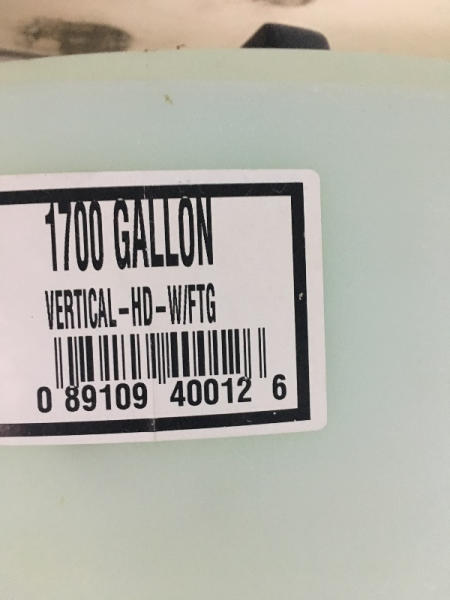 1700 GALLON
VERTICAL-HD-W/FTG
0 89109 40012 6